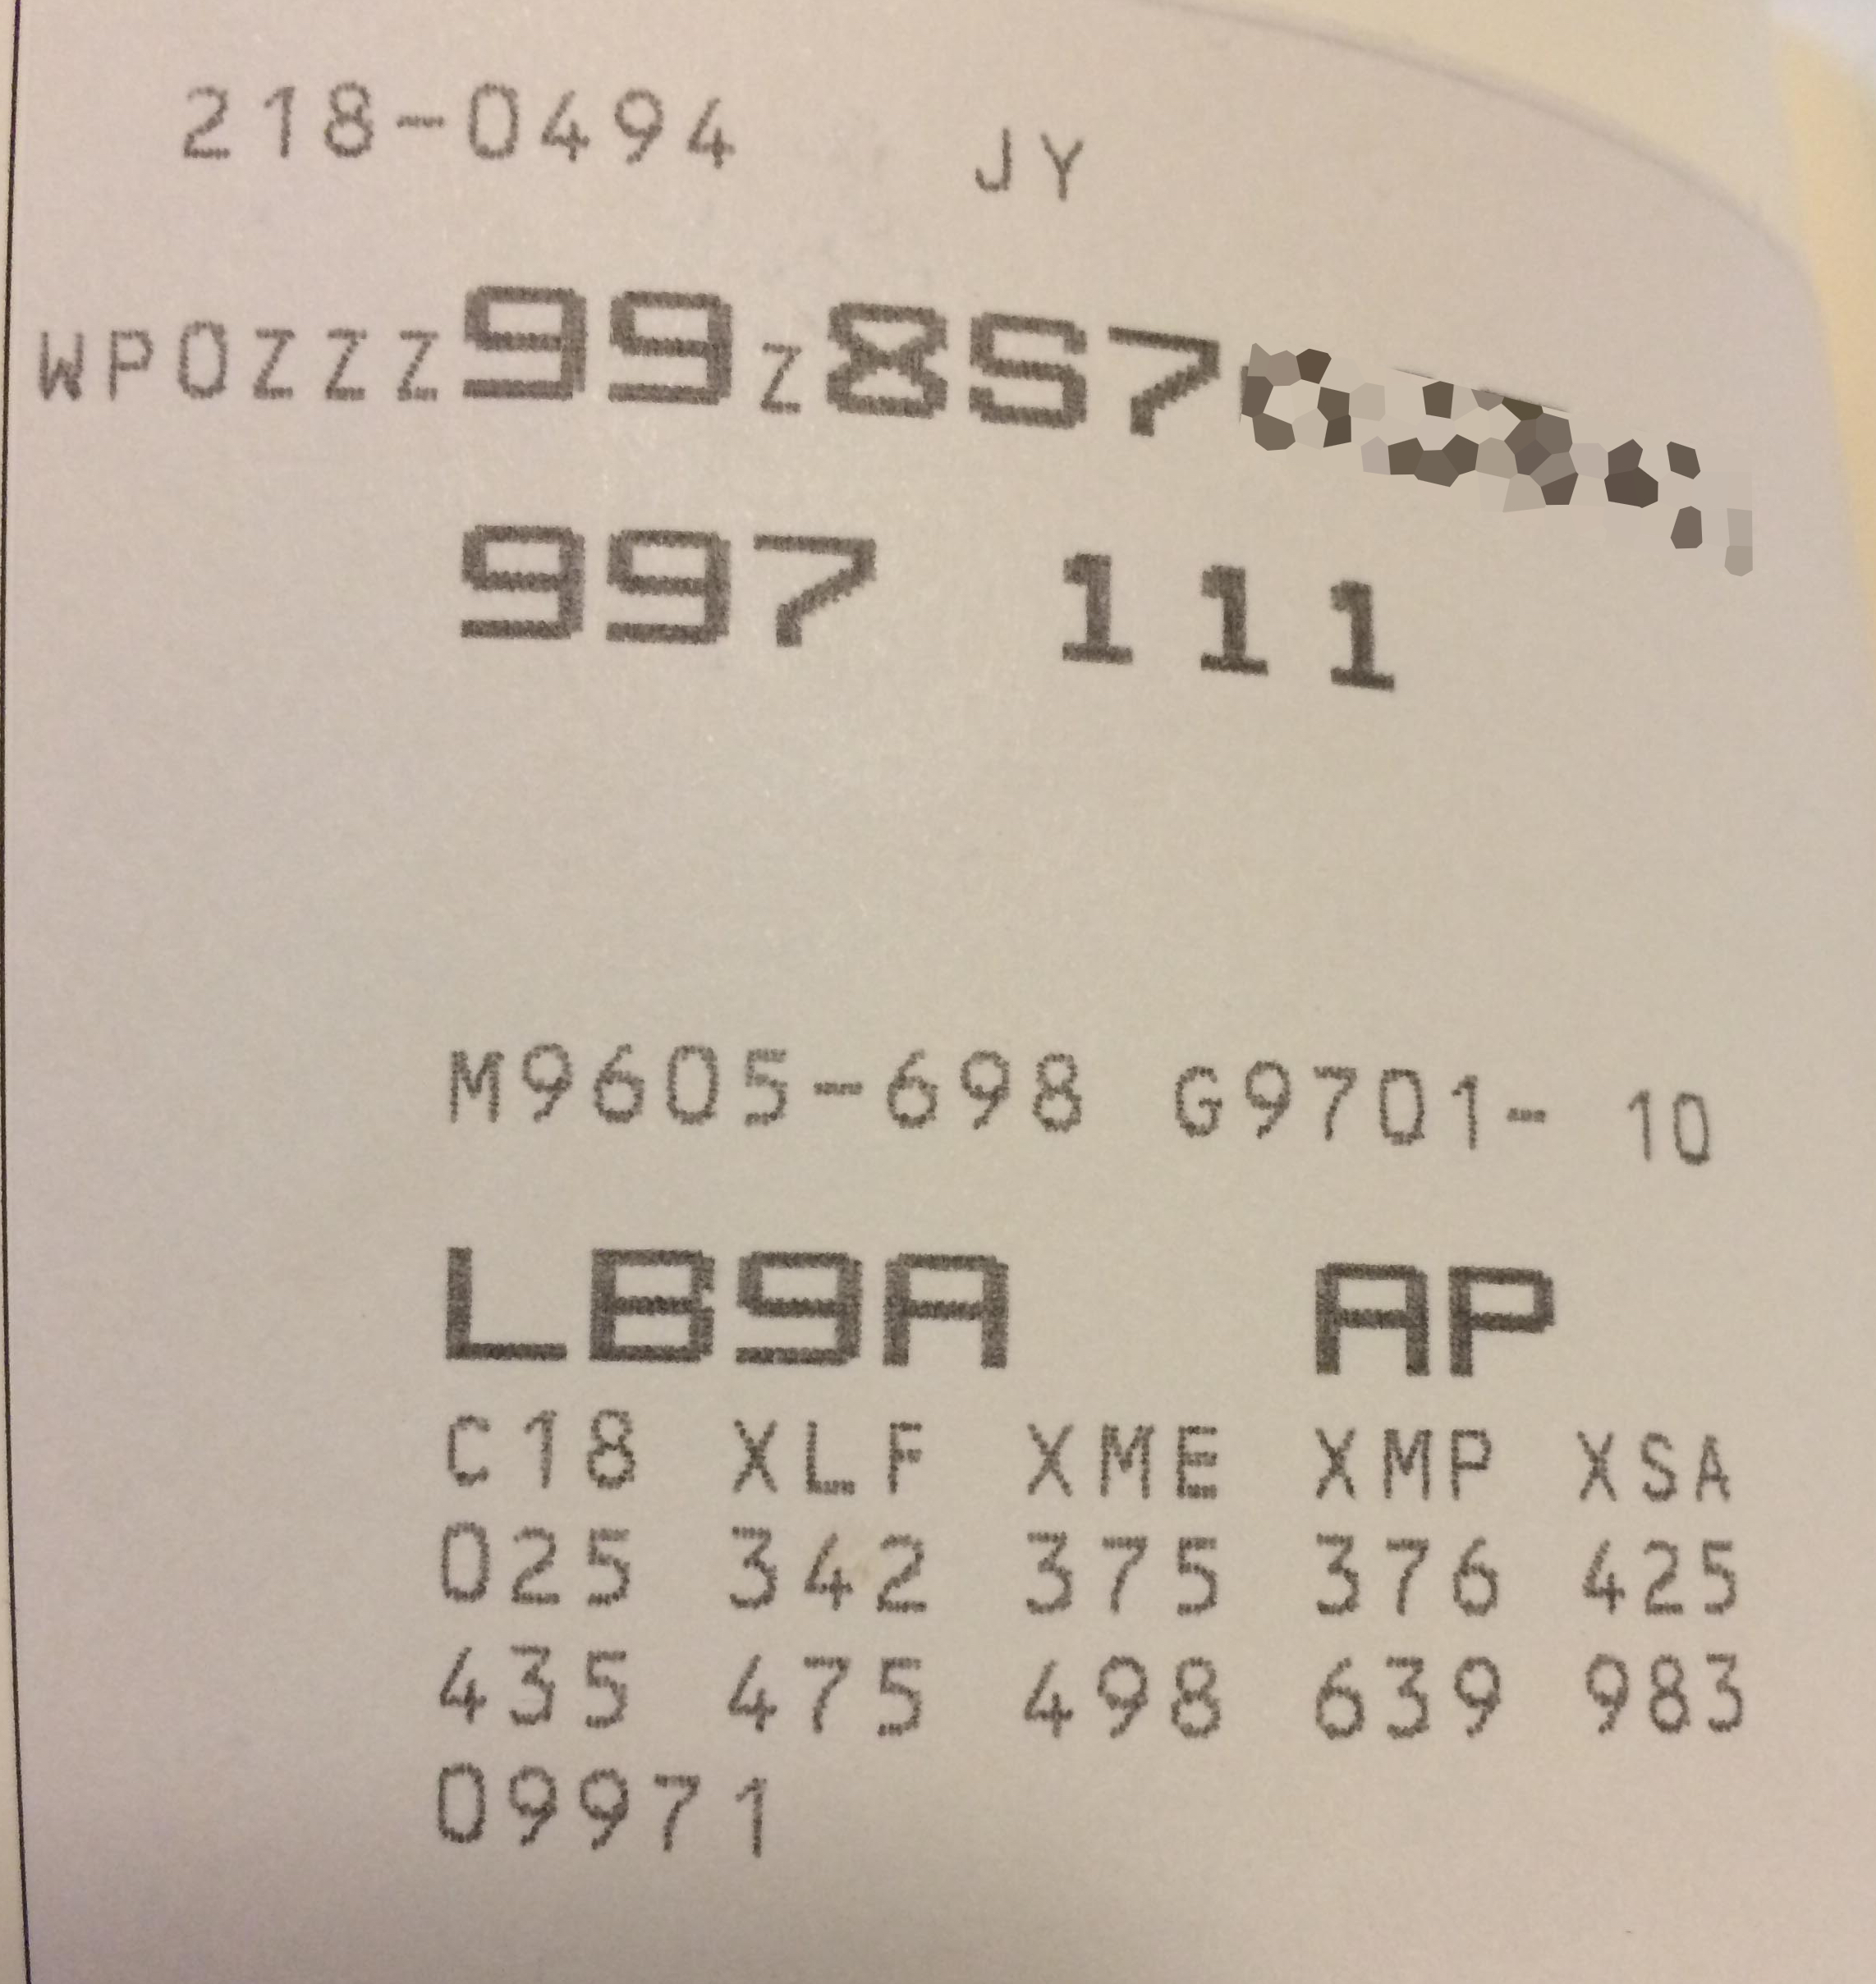 218-0494 JY
WP0ZZZ99Z8S7
997 111
M9605-698 G9701- 10
LB9A AP
C18 XLF XME XMP XSA
025 342 375 376 425
435 475 498 639 983
09971